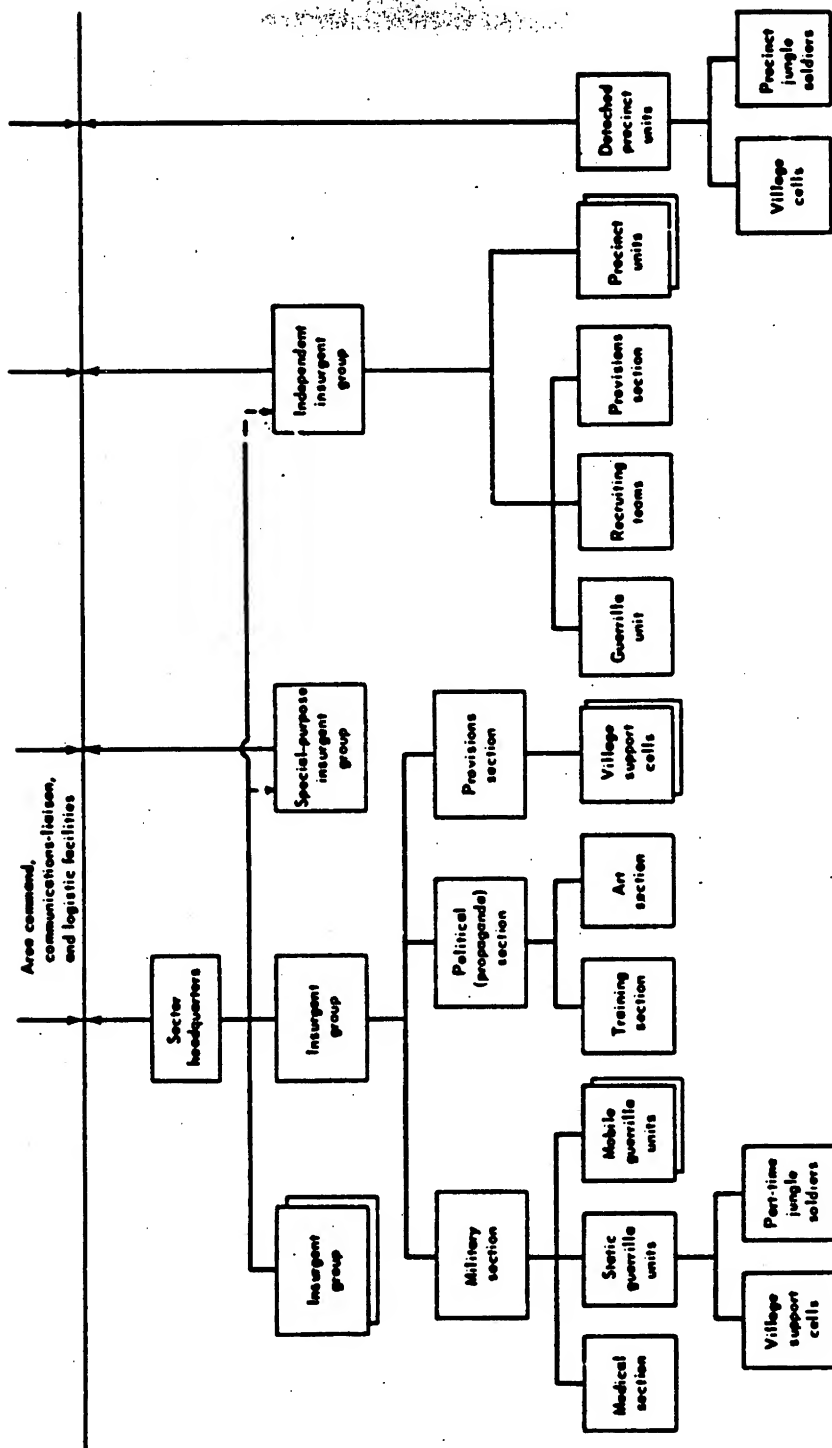 Area command,
communications-liaison,
and logistic facilities
Sector
headquarters
Insurgent
group
Insurgent
group
Special-purpose
insurgent
group
Independent
insurgent
group
Military
section
Political
(propaganda)
section
Provisions
section
Medical
section
Static
guerrilla
units
Mobile
guerrilla
units
Training
section
Art
section
Village
support
cells
Guerrilla
unit
Recruiting
teams
Provisions
section
Precinct
units
Detached
precinct
units
Village
support
cells
Part-time
jungle
soldiers
Village
cells
Precinct
jungle
soldiers